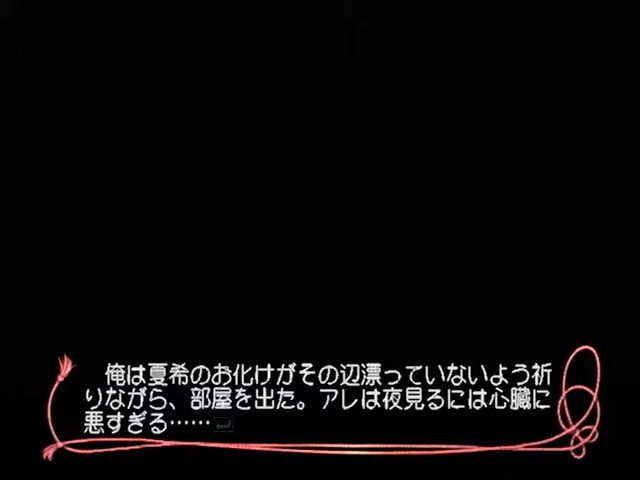 俺は夏希のお化けがその辺漂っていないよう祈
りながら、部屋を出た。アレは夜見るには心臓に
悪すぎる……